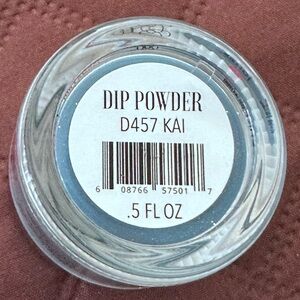 DIP POWDER
D457 KAI
6 08766 57501 7
.5 FL OZ